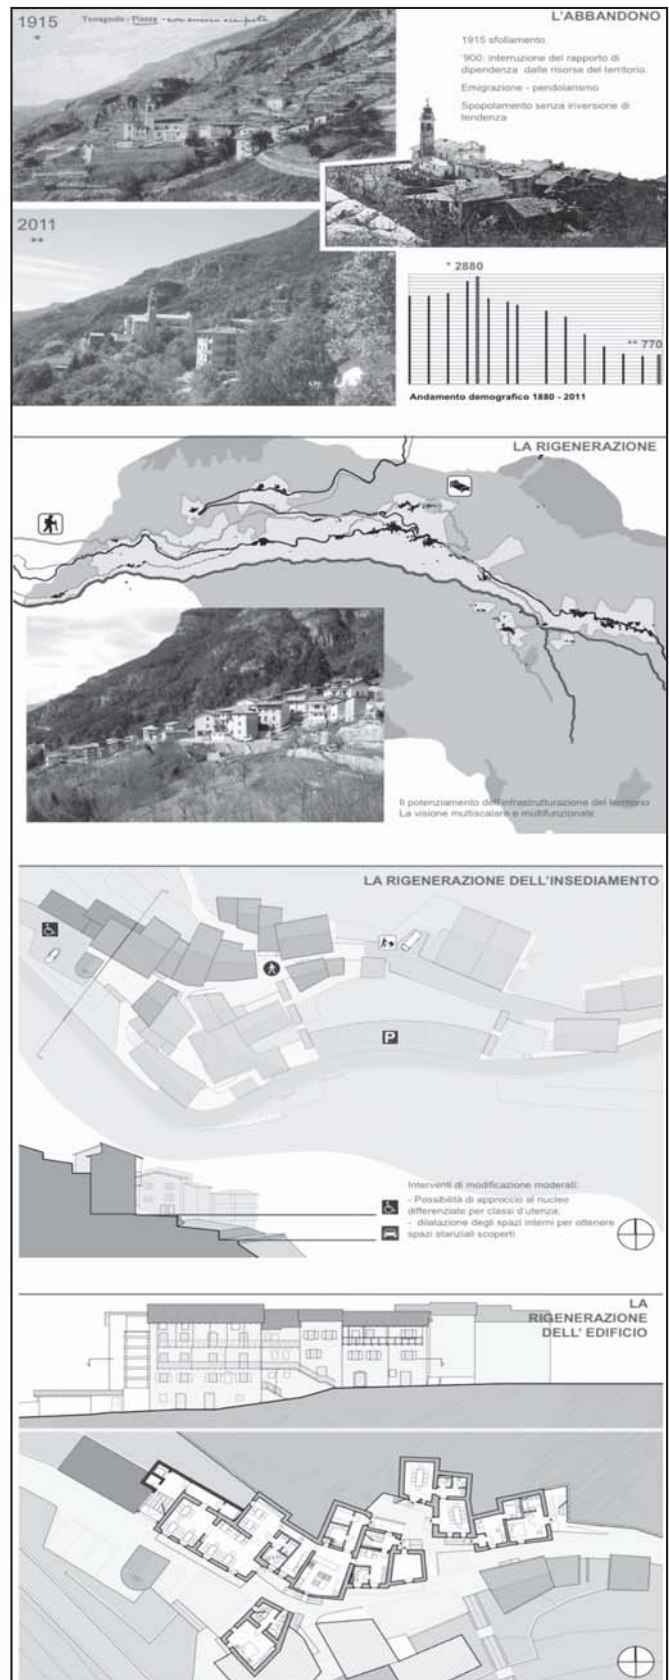 1915
*
Terragnolo - Piazza - 
L'ABBANDONO
1915 sfollamento.
'900: interruzione del rapporto di
dipendenza dalle risorse del territorio.
Emigrazione - pendolarismo
Spopolamento senza inversione di
tendenza
2011
**
* 2880
** 770
Andamento demografico 1880 - 2011
LA RIGENERAZIONE
Il potenziamento dell'infrastrutturazione del territorio
La visione multiscalare e multifunzionale
LA RIGENERAZIONE DELL'INSEDIAMENTO
P
Interventi di modificazione moderati:
- Possibilità di approccio al nucleo
differenziate per classi d'utenza;
- dilatazione degli spazi interni per ottenere
spazi stanziali scoperti
LA
RIGENERAZIONE
DELL' EDIFICIO